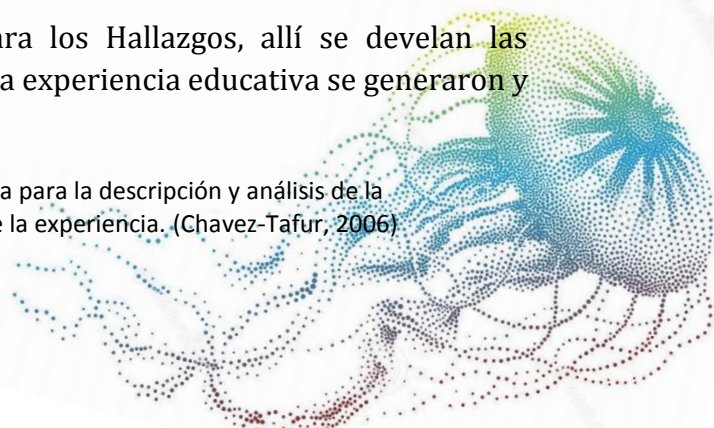 ara los Hallazgos, allí se develan las
a experiencia educativa se generaron y
a para la descripción y análisis de la
e la experiencia. (Chavez-Tafur, 2006)